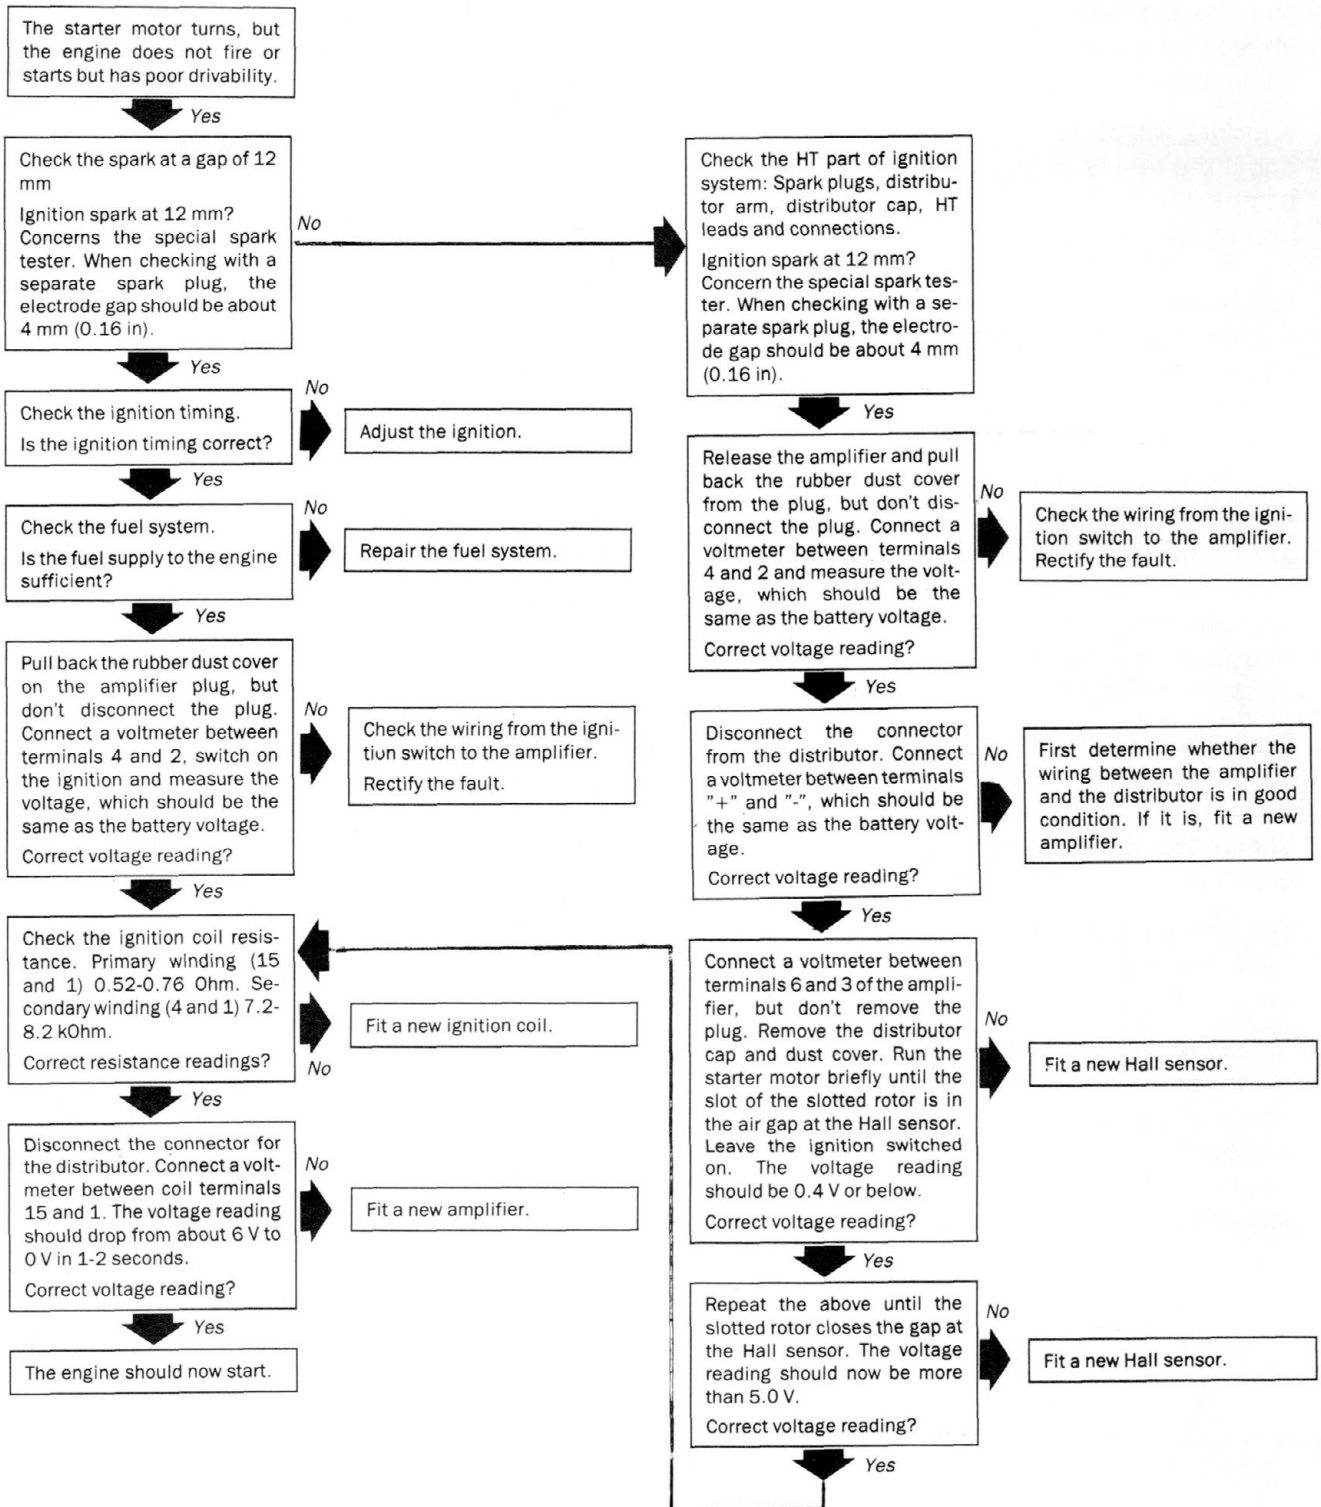 The starter motor turns, but
the engine does not fire or
starts but has poor drivability.
Yes
Check the spark at a gap of 12
mm
Ignition spark at 12 mm?
Concerns the special spark
tester. When checking with a
separate spark plug, the
electrode gap should be about
4 mm (0.16 in).
No
Yes
Check the ignition timing.
Is the ignition timing correct?
No
Adjust the ignition.
Yes
Check the fuel system.
Is the fuel supply to the engine
sufficient?
No
Repair the fuel system.
Yes
Pull back the rubber dust cover
on the amplifier plug, but
don't disconnect the plug.
Connect a voltmeter between
terminals 4 and 2, switch on
the ignition and measure the
voltage, which should be the
same as the battery voltage.
Correct voltage reading?
No
Check the wiring from the igni-
tion switch to the amplifier.
Rectify the fault.
Yes
Check the ignition coil resis-
tance. Primary winding (15
and 1) 0.52-0.76 Ohm. Se-
condary winding (4 and 1) 7.2-
8.2 kOhm.
Correct resistance readings?
Fit a new ignition coil.
No
Yes
Disconnect the connector for
the distributor. Connect a volt-
meter between coil terminals
15 and 1. The voltage reading
should drop from about 6 V to
0 V in 1-2 seconds.
Correct voltage reading?
No
Fit a new amplifier.
Yes
The engine should now start.
Check the HT part of ignition
system: Spark plugs, distribu-
tor arm, distributor cap, HT
leads and connections.
Ignition spark at 12 mm?
Concern the special spark tes-
ter. When checking with a se-
parate spark plug, the electro-
de gap should be about 4 mm
(0.16 in).
Yes
Release the amplifier and pull
back the rubber dust cover
from the plug, but don't dis-
connect the plug. Connect a
voltmeter between terminals
4 and 2 and measure the volt-
age, which should be the
same as the battery voltage.
Correct voltage reading?
No
Check the wiring from the igni-
tion switch to the amplifier.
Rectify the fault.
Yes
Disconnect the connector
from the distributor. Connect
a voltmeter between terminals
"+" and "-", which should be
the same as the battery volt-
age.
Correct voltage reading?
No
First determine whether the
wiring between the amplifier
and the distributor is in good
condition. If it is, fit a new
amplifier.
Yes
Connect a voltmeter between
terminals 6 and 3 of the ampli-
fier, but don't remove the
plug. Remove the distributor
cap and dust cover. Run the
starter motor briefly until the
slot of the slotted rotor is in
the air gap at the Hall sensor.
Leave the ignition switched
on. The voltage reading
should be 0.4 V or below.
Correct voltage reading?
No
Fit a new Hall sensor.
Yes
Repeat the above until the
slotted rotor closes the gap at
the Hall sensor. The voltage
reading should now be more
than 5.0 V.
Correct voltage reading?
No
Fit a new Hall sensor.
Yes